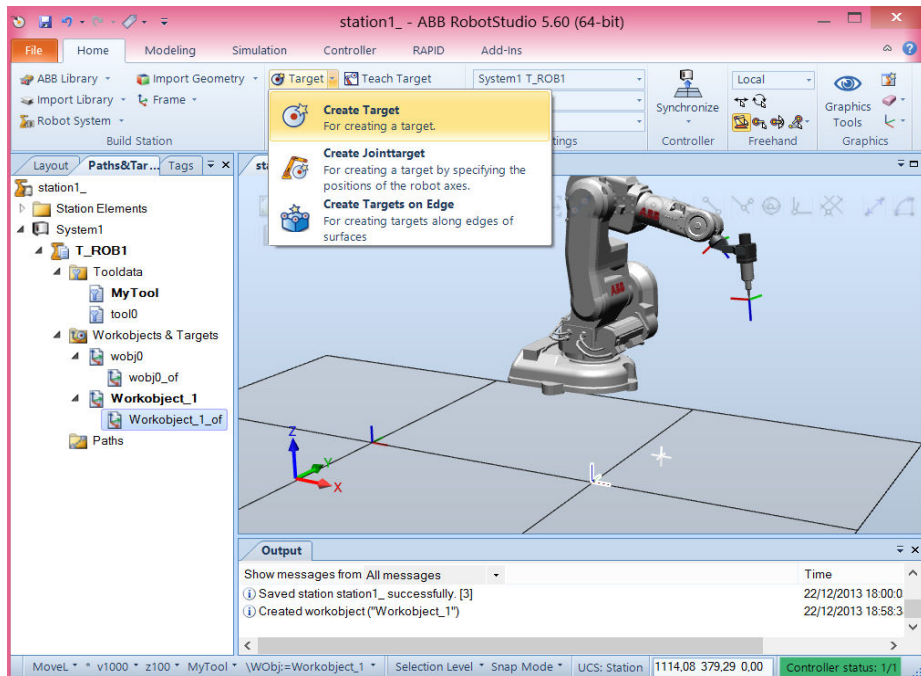 station1_ - ABB RobotStudio 5.60 (64-bit)
File Home Modeling Simulation Controller RAPID Add-Ins
ABB Library Import Geometry Target Teach Target System1 T_ROB1 Local
Import Library Frame Synchronize Graphics Tools
Robot System
Build Station tings Controller Freehand Graphics
Create Target
For creating a target.
Create Jointtarget
For creating a target by specifying the
positions of the robot axes.
Create Targets on Edge
For creating targets along edges of
surfaces
Layout Paths&Tar... Tags sta
station1_
Station Elements
System1
T_ROB1
Tooldata
MyTool
tool0
Workobjects & Targets
wobj0
wobj0_of
Workobject_1
Workobject_1_of
Paths
ABB
ABB
Z
Y
X
Output
Show messages from All messages Time
Saved station station1_ successfully. [3] 22/12/2013 18:00:0
Created workobject ("Workobject_1") 22/12/2013 18:58:3
MoveL * v1000 z100 MyTool \WObj:=Workobject_1 Selection Level Snap Mode UCS: Station 1114,08 379,29 0,00 Controller status: 1/1